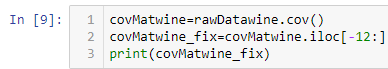 In [9]: 1 covMatwine=rawDatawine.cov()
2 covMatwine_fix=covMatwine.iloc[-12:]
3 print(covMatwine_fix)